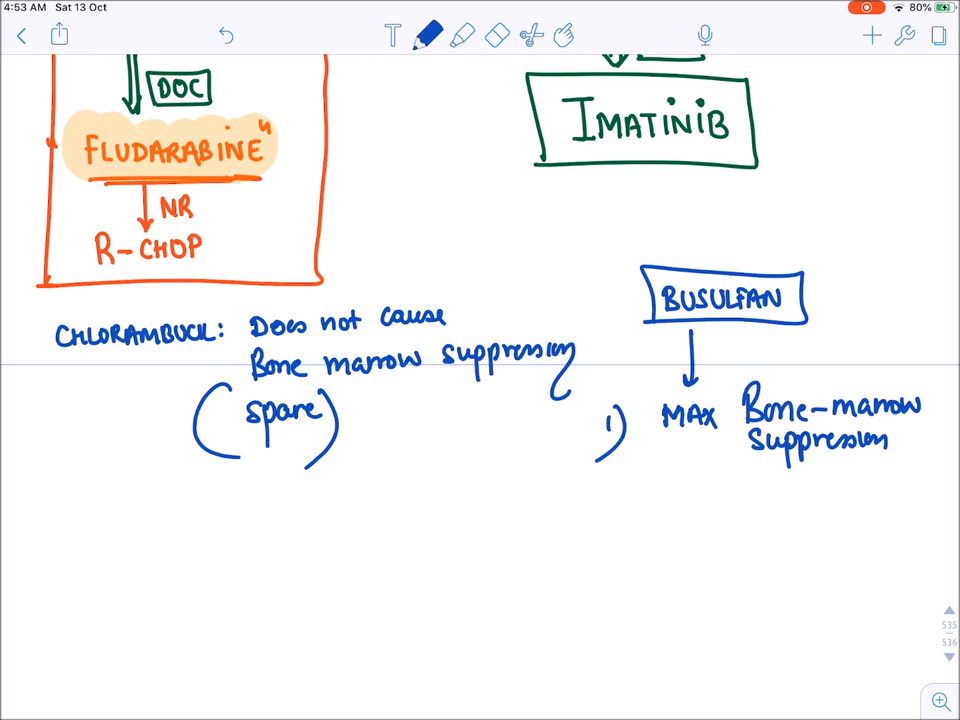 4:53 AM Sat 13 Oct
80%
T
DOC
FLUDARABINE
NR
R-CHOP
IMATINIB
CHLORAMBUCIL: Does not cause
Bone marrow suppression
(spare)
BUSULFAN
1) MAX Bone-marrow
suppression
535
536